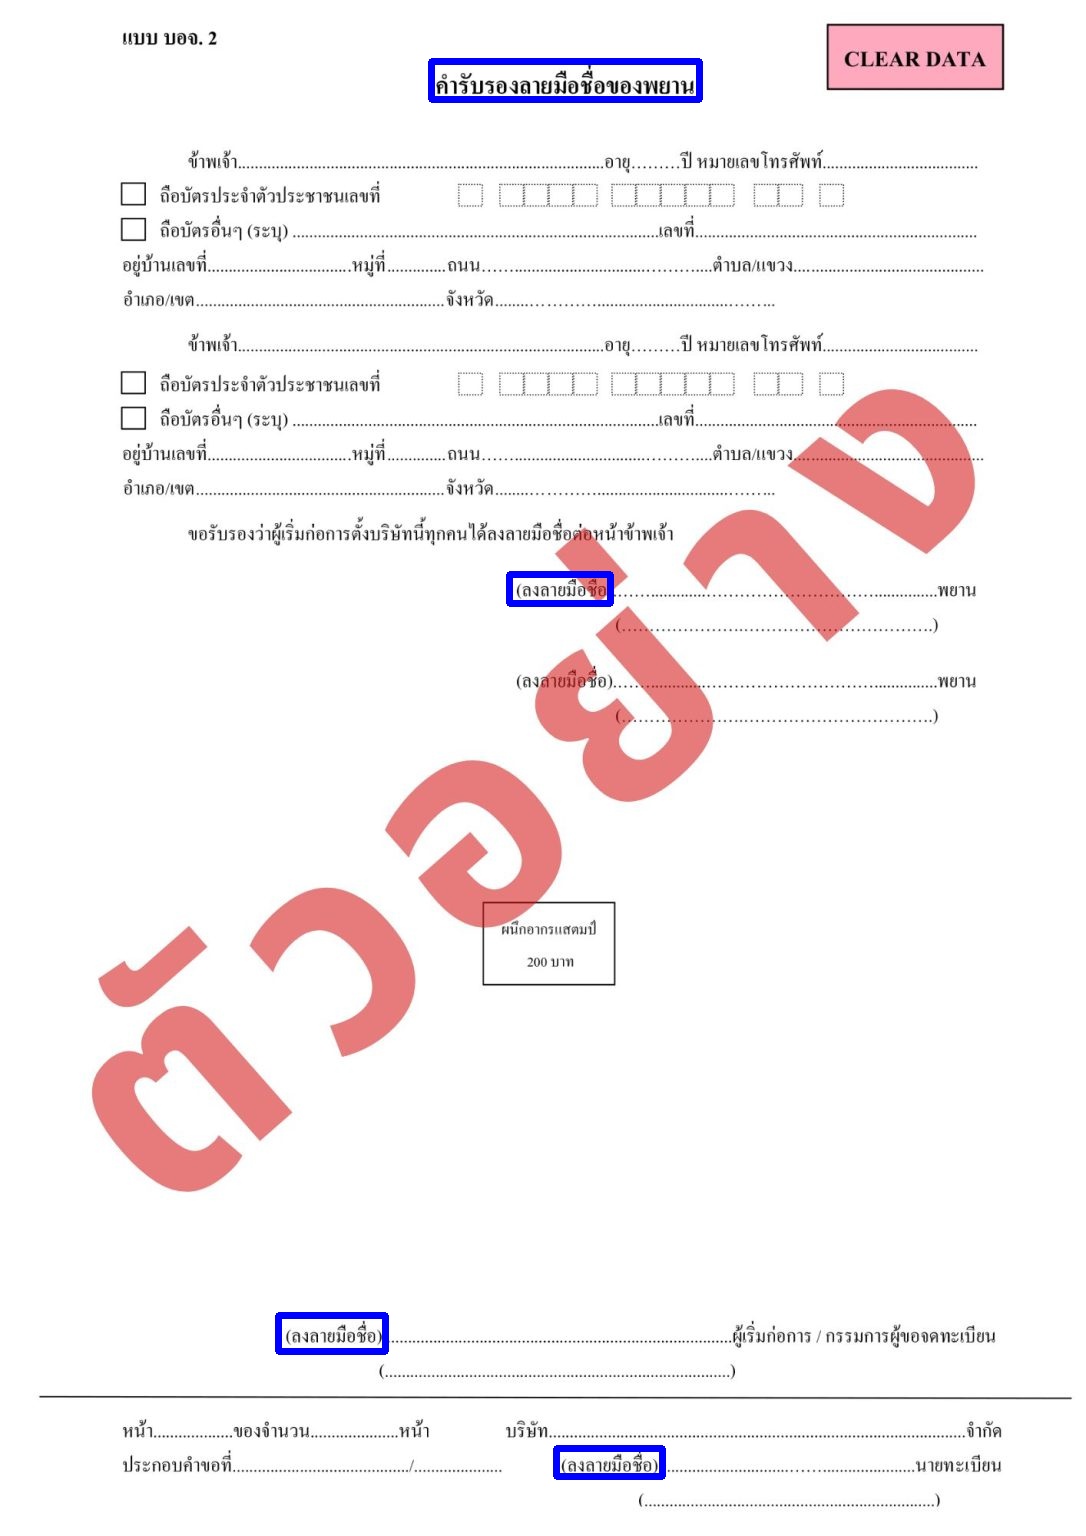 แบบ บอจ. 2
CLEAR DATA
คำรับรองลายมือชื่อของพยาน
ข้าพเจ้า....................................................................................อายุ………ปี หมายเลขโทรศัพท์....................................
ถือบัตรประจำตัวประชาชนเลขที่
ถือบัตรอื่นๆ (ระบุ) ....................................................................................เลขที่.................................................................
อยู่บ้านเลขที่.................................หมู่ที่..............ถนน……..............................………...ตำบล/แขวง............................................
อำเภอ/เขต.........................................................จังหวัด.......…………..............................……...
ข้าพเจ้า....................................................................................อายุ………ปี หมายเลขโทรศัพท์....................................
ถือบัตรประจำตัวประชาชนเลขที่
ถือบัตรอื่นๆ (ระบุ) ....................................................................................เลขที่.................................................................
อยู่บ้านเลขที่.................................หมู่ที่..............ถนน……..............................………...ตำบล/แขวง............................................
อำเภอ/เขต.........................................................จังหวัด.......…………..............................……...
ขอรับรองว่าผู้เริ่มก่อการตั้งบริษัทนี้ทุกคนได้ลงลายมือชื่อต่อหน้าข้าพเจ้า
(ลงลายมือชื่อ……..............…………………………………...............พยาน
(………………………………………………)
(ลงลายมือชื่อ)……..............…………………………………...............พยาน
(………………………………………………)
ตัวอย่าง
ผนึกอากรแสตมป์
200 บาท
(ลงลายมือชื่อ)................................................................................ผู้เริ่มก่อการ / กรรมการผู้ขอจดทะเบียน
(..................................................................................)
หน้า...................ของจำนวน.....................หน้า บริษัท...................................................................................................จำกัด
ประกอบคำขอที่........................................../..................... (ลงลายมือชื่อ)..............................……......................นายทะเบียน
(.....................................................................)